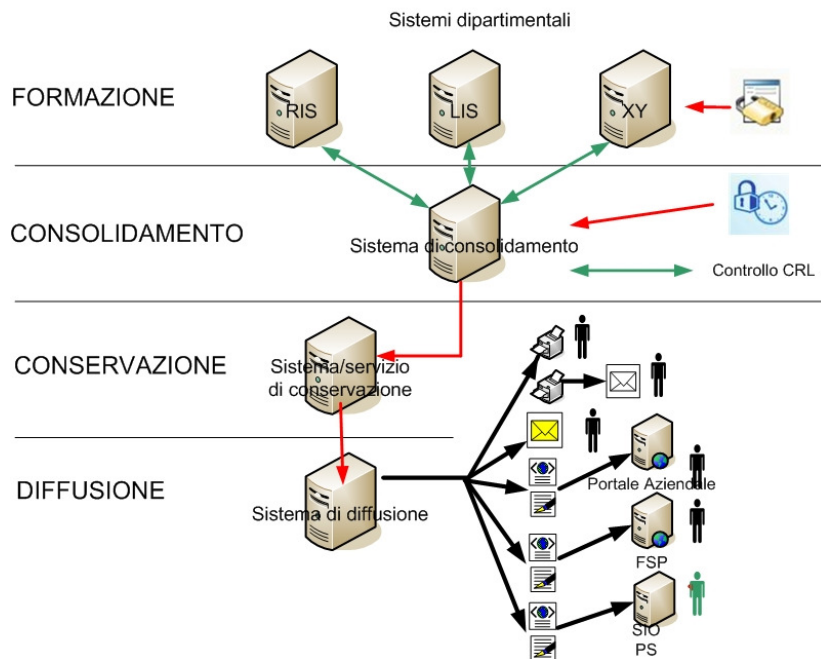 Sistemi dipartimentali
FORMAZIONE
RIS
LIS
XY
CONSOLIDAMENTO
Sistema di consolidamento
Controllo CRL
CONSERVAZIONE
Sistema/servizio
di conservazione
DIFFUSIONE
Sistema di diffusione
Portale Aziendale
FSP
SIO
PS